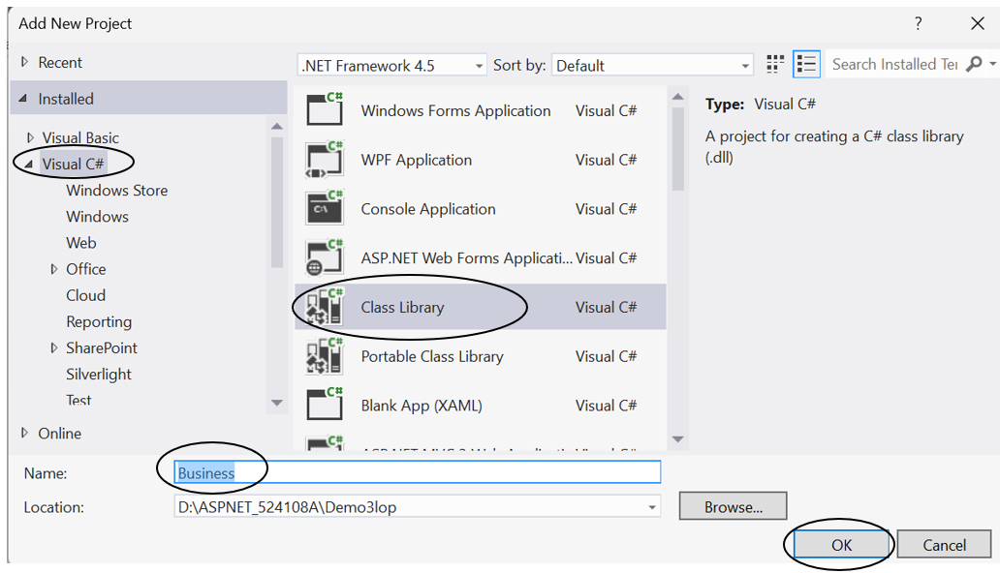 Add New Project ?
Recent
.NET Framework 4.5 Sort by: Default Search Installed Te
Installed
Visual Basic
Visual C#
Windows Store
Windows
Web
Office
Cloud
Reporting
SharePoint
Silverlight
Test
Online
C# Windows Forms Application Visual C#
C# WPF Application Visual C#
C# C:\ Console Application Visual C#
C# ASP.NET Web Forms Applicati... Visual C#
C# Class Library Visual C#
C# Portable Class Library Visual C#
C# Blank App (XAML) Visual C#
C#
Type: Visual C#
A project for creating a C# class library
(.dll)
Name: Business
Location: D:\ASPNET_524108A\Demo3lop Browse...
OK Cancel